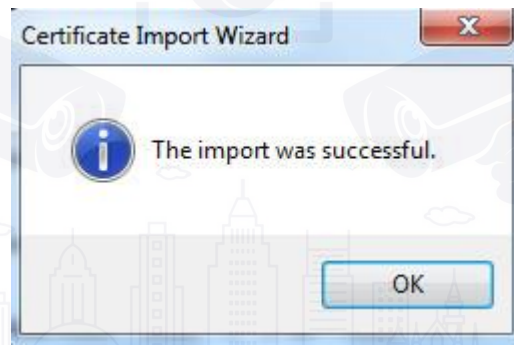 Certificate Import Wizard
The import was successful.
OK